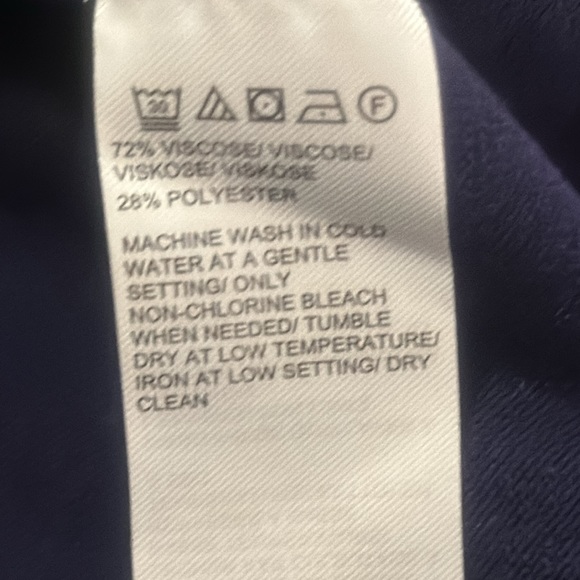 30 F
72% VISCOSE/ VISCOSE/
VISKOSE/ VISKOSE
28% POLYESTER
MACHINE WASH IN COLD
WATER AT A GENTLE
SETTING/ ONLY
NON-CHLORINE BLEACH
WHEN NEEDED/ TUMBLE
DRY AT LOW TEMPERATURE/
IRON AT LOW SETTING/ DRY
CLEAN